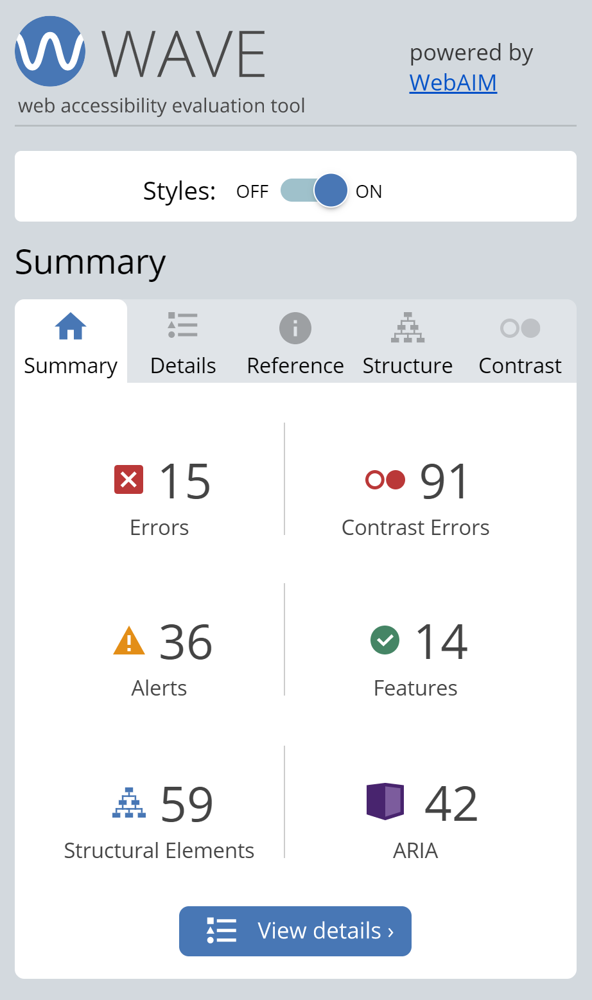 WAVE
web accessibility evaluation tool
powered by
WebAIM
Styles: OFF ON
Summary
Summary Details Reference Structure Contrast
15
Errors
91
Contrast Errors
36
Alerts
14
Features
59
Structural Elements
42
ARIA
View details ›